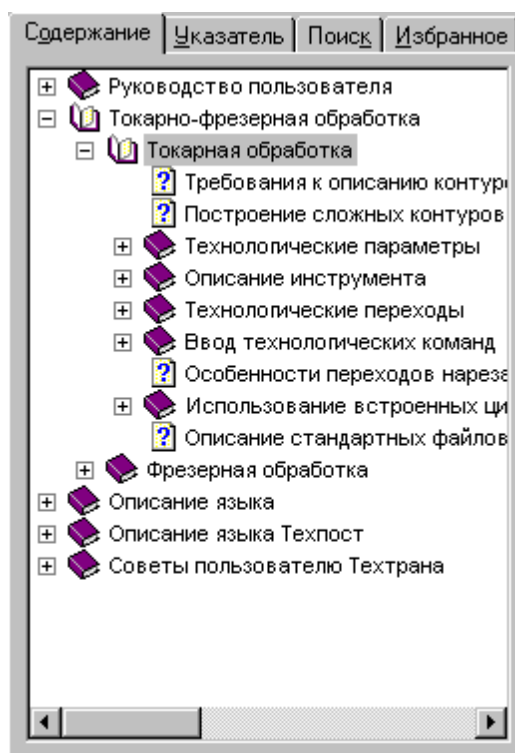 Содержание Указатель Поиск Избранное
Руководство пользователя
Токарно-фрезерная обработка
Токарная обработка
Требования к описанию контур
Построение сложных контуров
Технологические параметры
Описание инструмента
Технологические переходы
Ввод технологических команд
Особенности переходов нареза
Использование встроенных ци
Описание стандартных файлов
Фрезерная обработка
Описание языка
Описание языка Техпост
Советы пользователю Техтрана